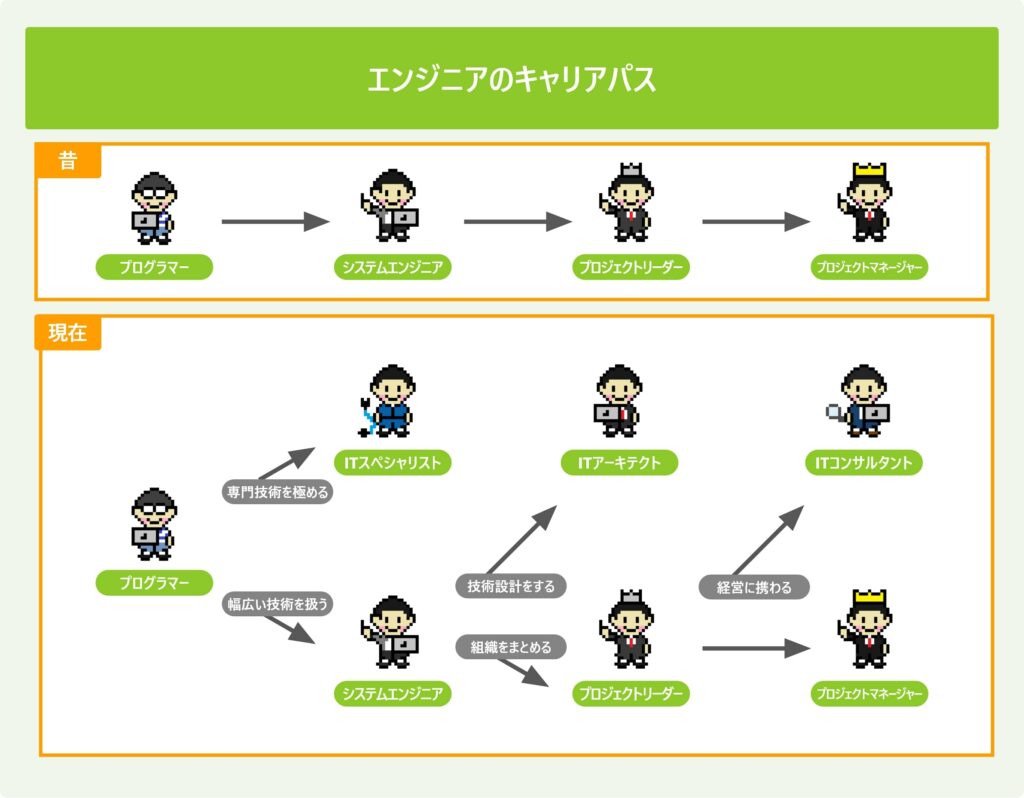 エンジニアのキャリアパス
昔
プログラマー
システムエンジニア
プロジェクトリーダー
プロジェクトマネージャー
現在
ITスペシャリスト
ITアーキテクト
ITコンサルタント
専門技術を極める
プログラマー
技術設計をする
経営に携わる
幅広い技術を扱う
組織をまとめる
システムエンジニア
プロジェクトリーダー
プロジェクトマネージャー